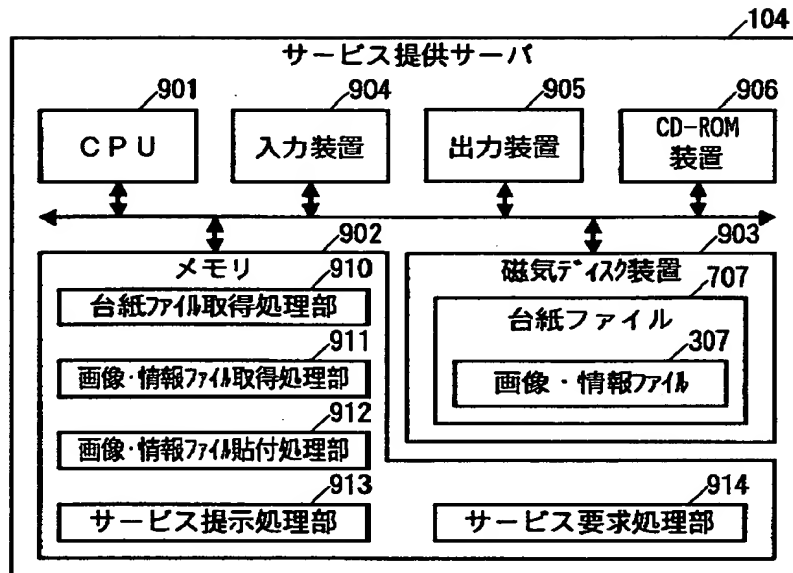 104
サービス提供サーバ
901
904
905
906
CPU
入力装置
出力装置
CD-ROM
装置
902
903
メモリ
磁気ディスク装置
910
707
台紙ファイル取得処理部
台紙ファイル
911
307
画像・情報ファイル取得処理部
画像・情報ファイル
912
画像・情報ファイル貼付処理部
913
914
サービス提示処理部
サービス要求処理部